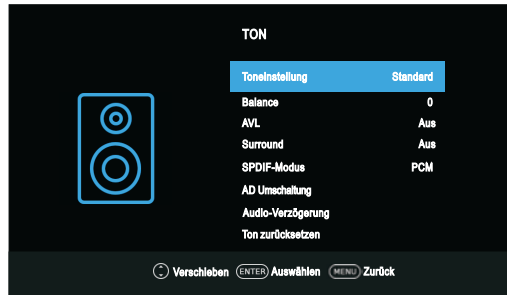 TON
Toneinstellung Standard
Balance 0
AVL Aus
Surround Aus
SPDIF-Modus PCM
AD Umschaltung
Audio-Verzögerung
Ton zurücksetzen
Verschieben ENTER Auswählen MENU Zurück